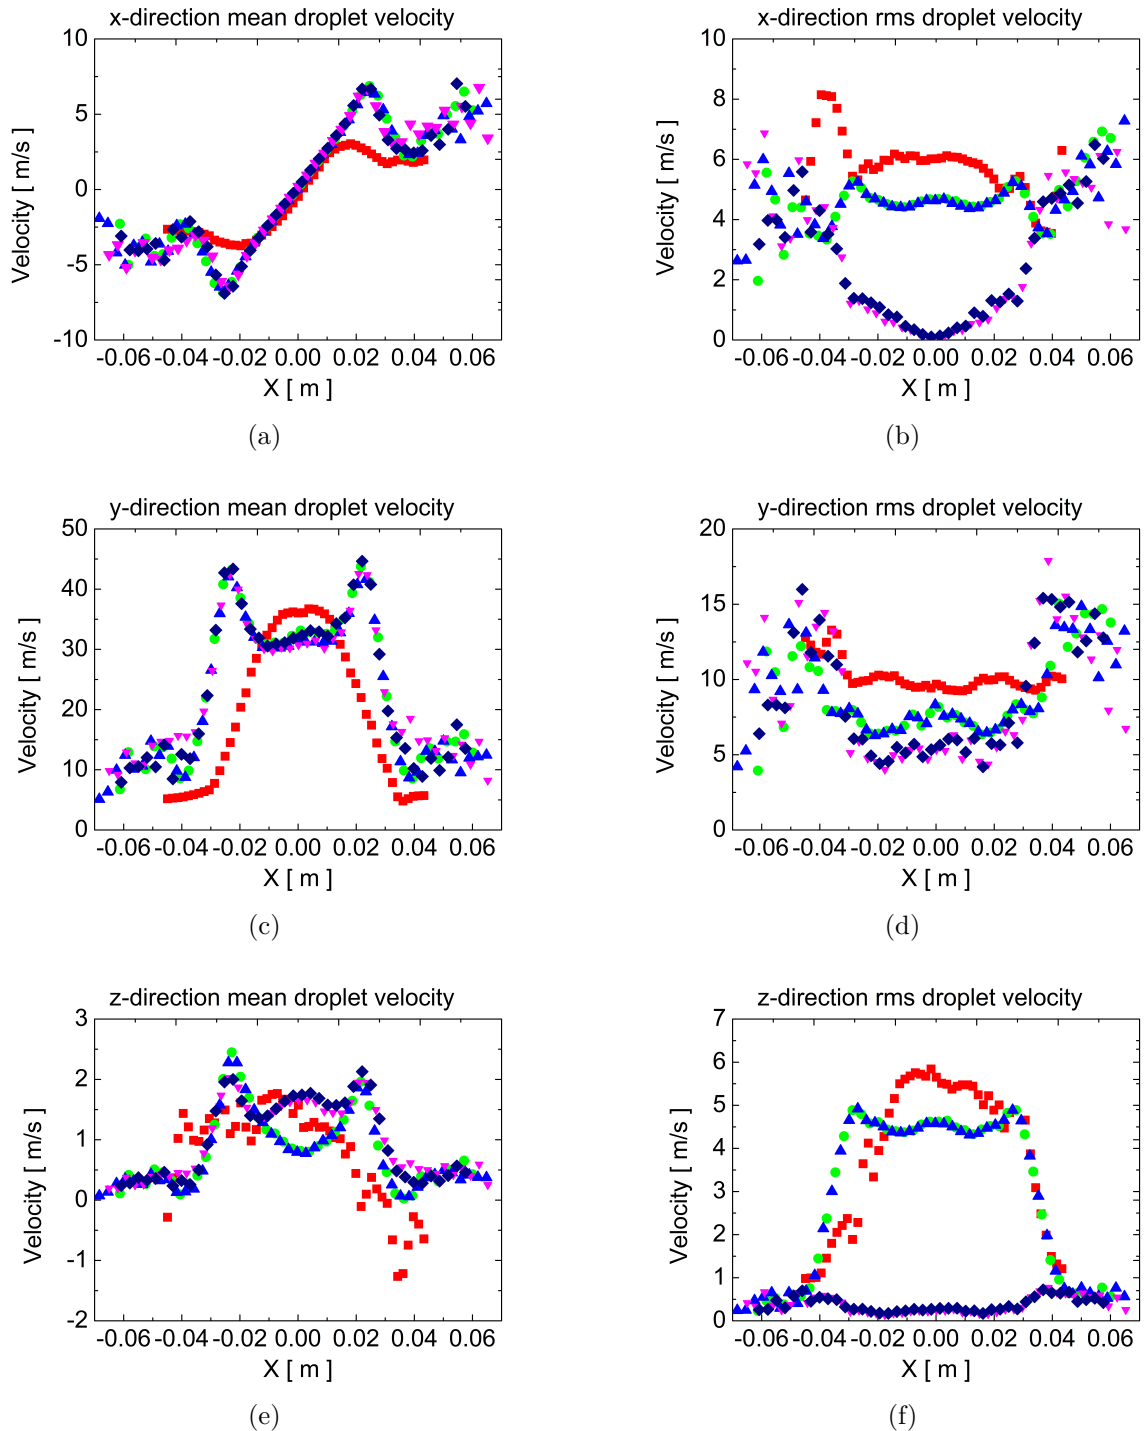 x-direction mean droplet velocity
10
5
0
-5
-10
Velocity [ m/s ]
-0.06 -0.04 -0.02 0.00 0.02 0.04 0.06
X [ m ]
(a)
x-direction rms droplet velocity
10
8
6
4
2
0
Velocity [ m/s ]
-0.06 -0.04 -0.02 0.00 0.02 0.04 0.06
X [ m ]
(b)
y-direction mean droplet velocity
50
40
30
20
10
0
Velocity [ m/s ]
-0.06 -0.04 -0.02 0.00 0.02 0.04 0.06
X [ m ]
(c)
y-direction rms droplet velocity
20
15
10
5
0
Velocity [ m/s ]
-0.06 -0.04 -0.02 0.00 0.02 0.04 0.06
X [ m ]
(d)
z-direction mean droplet velocity
3
2
1
0
-1
-2
Velocity [ m/s ]
-0.06 -0.04 -0.02 0.00 0.02 0.04 0.06
X [ m ]
(e)
z-direction rms droplet velocity
7
6
5
4
3
2
1
0
Velocity [ m/s ]
-0.06 -0.04 -0.02 0.00 0.02 0.04 0.06
X [ m ]
(f)